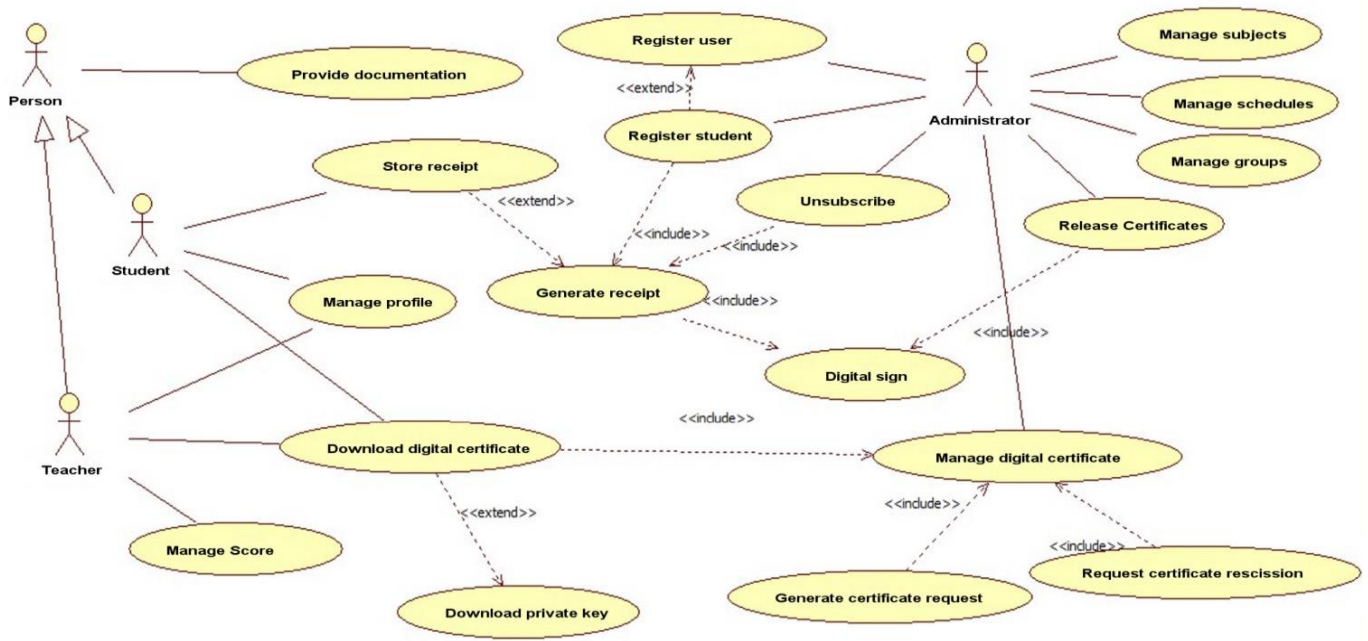 Register user
Manage subjects
Provide documentation
Person
<<extend>>
Manage schedules
Administrator
Register student
Store receipt
Manage groups
<<extend>>
Unsubscribe
Release Certificates
<<include>>
<<include>>
Student
Generate receipt
Manage profile
<<include>>
<<include>>
Digital sign
<<include>>
Download digital certificate
Manage digital certificate
Teacher
<<include>>
<<extend>>
Manage Score
<<include>>
Request certificate rescission
Generate certificate request
Download private key